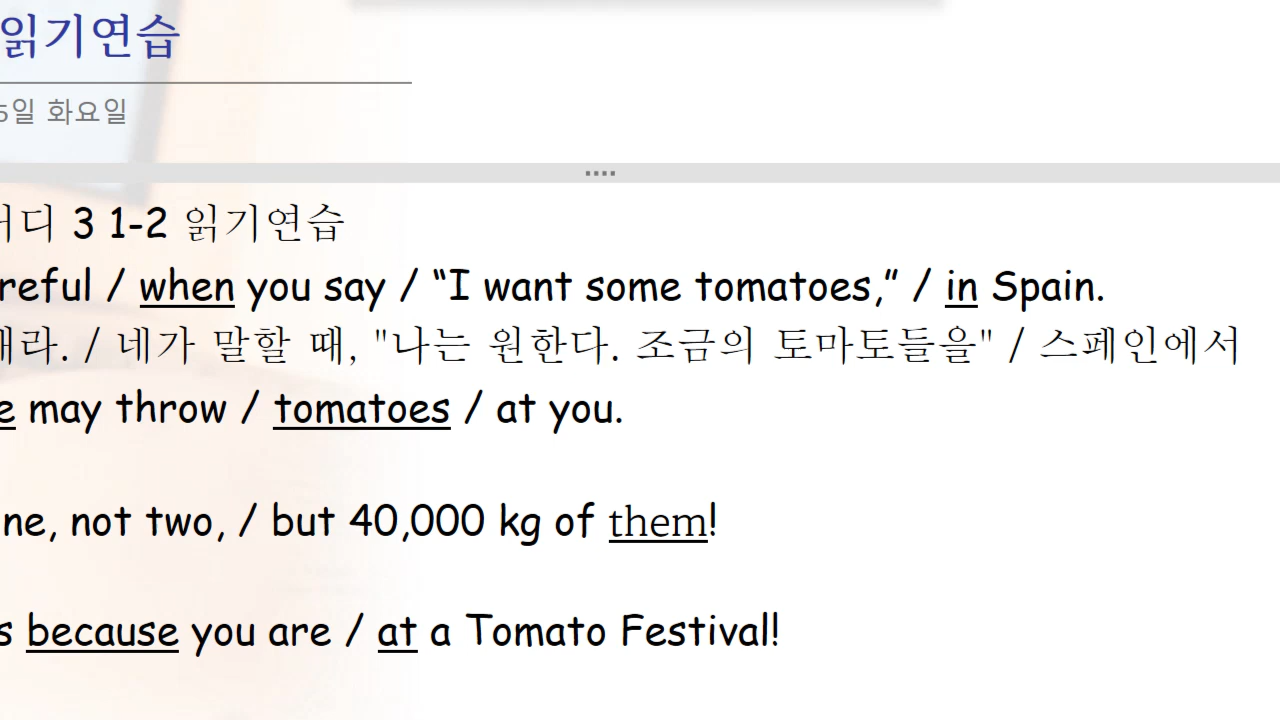 읽기연습
5일 화요일
디 3 1-2 읽기연습
reful / when you say / “I want some tomatoes,” / in Spain.
해라. / 네가 말할 때, "나는 원한다. 조금의 토마토들을" / 스페인에서
e may throw / tomatoes / at you.
ne, not two, / but 40,000 kg of them!
s because you are / at a Tomato Festival!